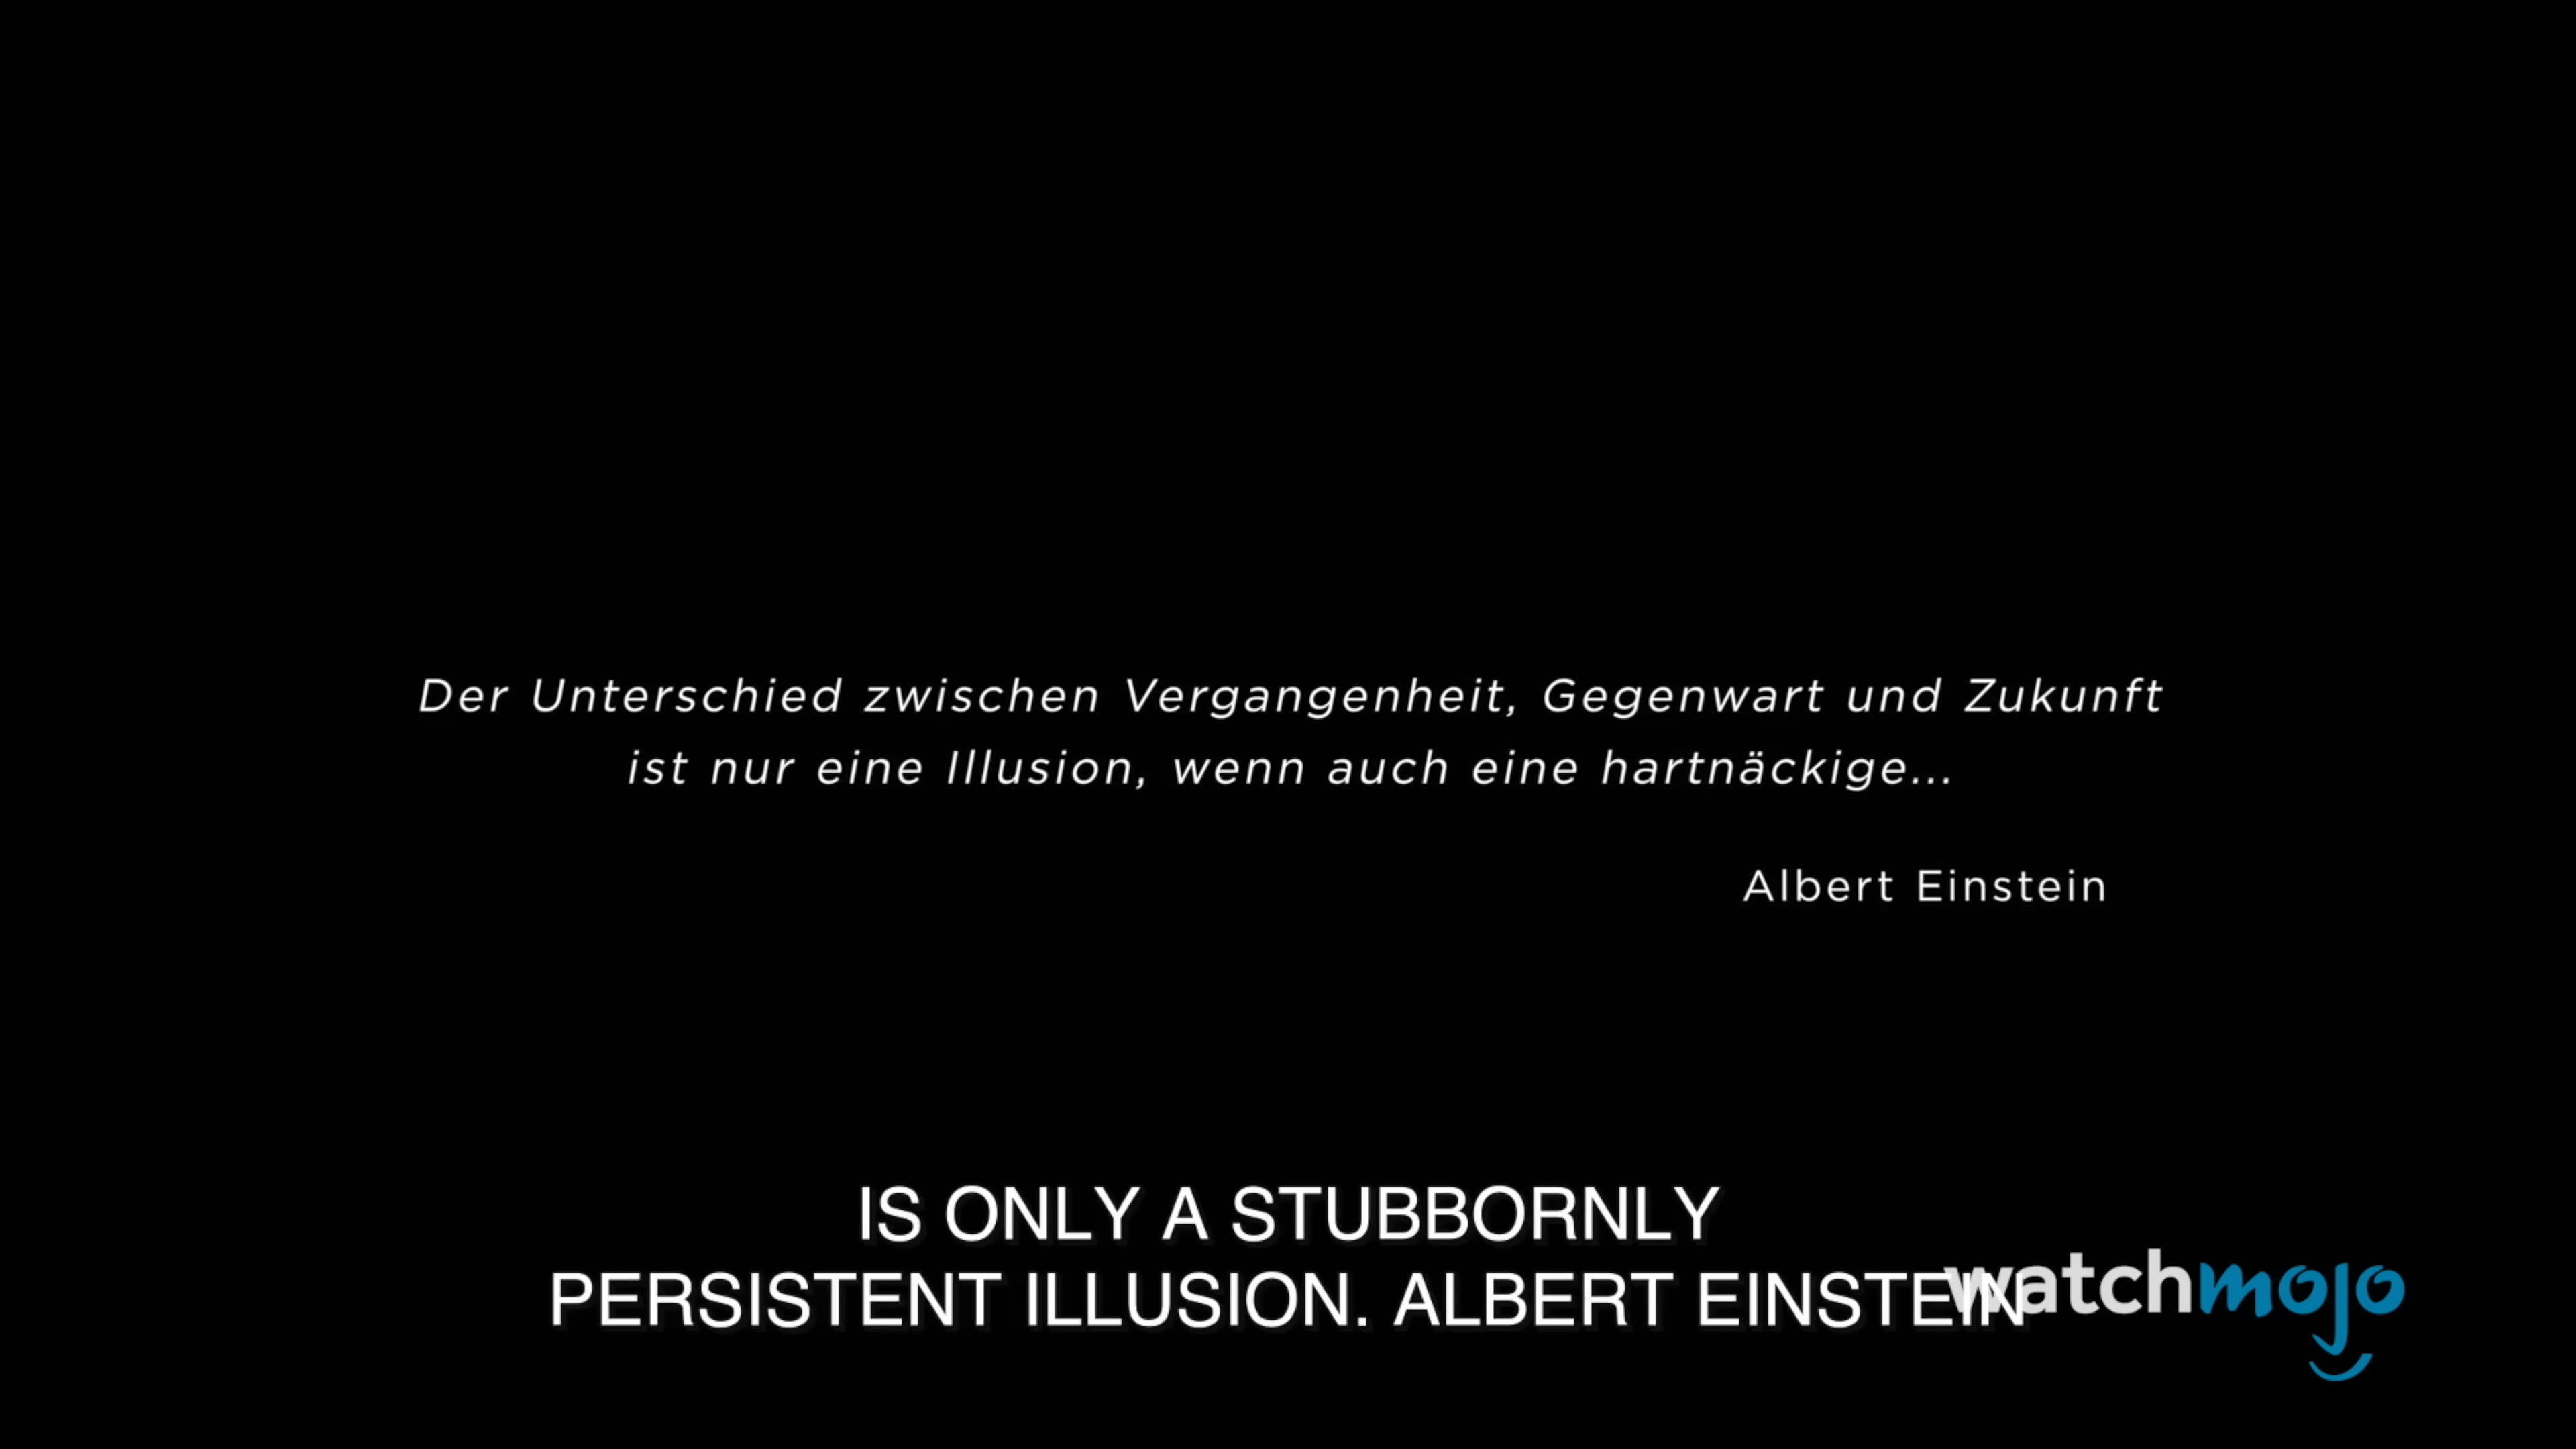 Der Unterschied zwischen Vergangenheit, Gegenwart und Zukunft
ist nur eine Illusion, wenn auch eine hartnäckige...
Albert Einstein
IS ONLY A STUBBORNLY
PERSISTENT ILLUSION. ALBERT EINSTEIN
watchmojo